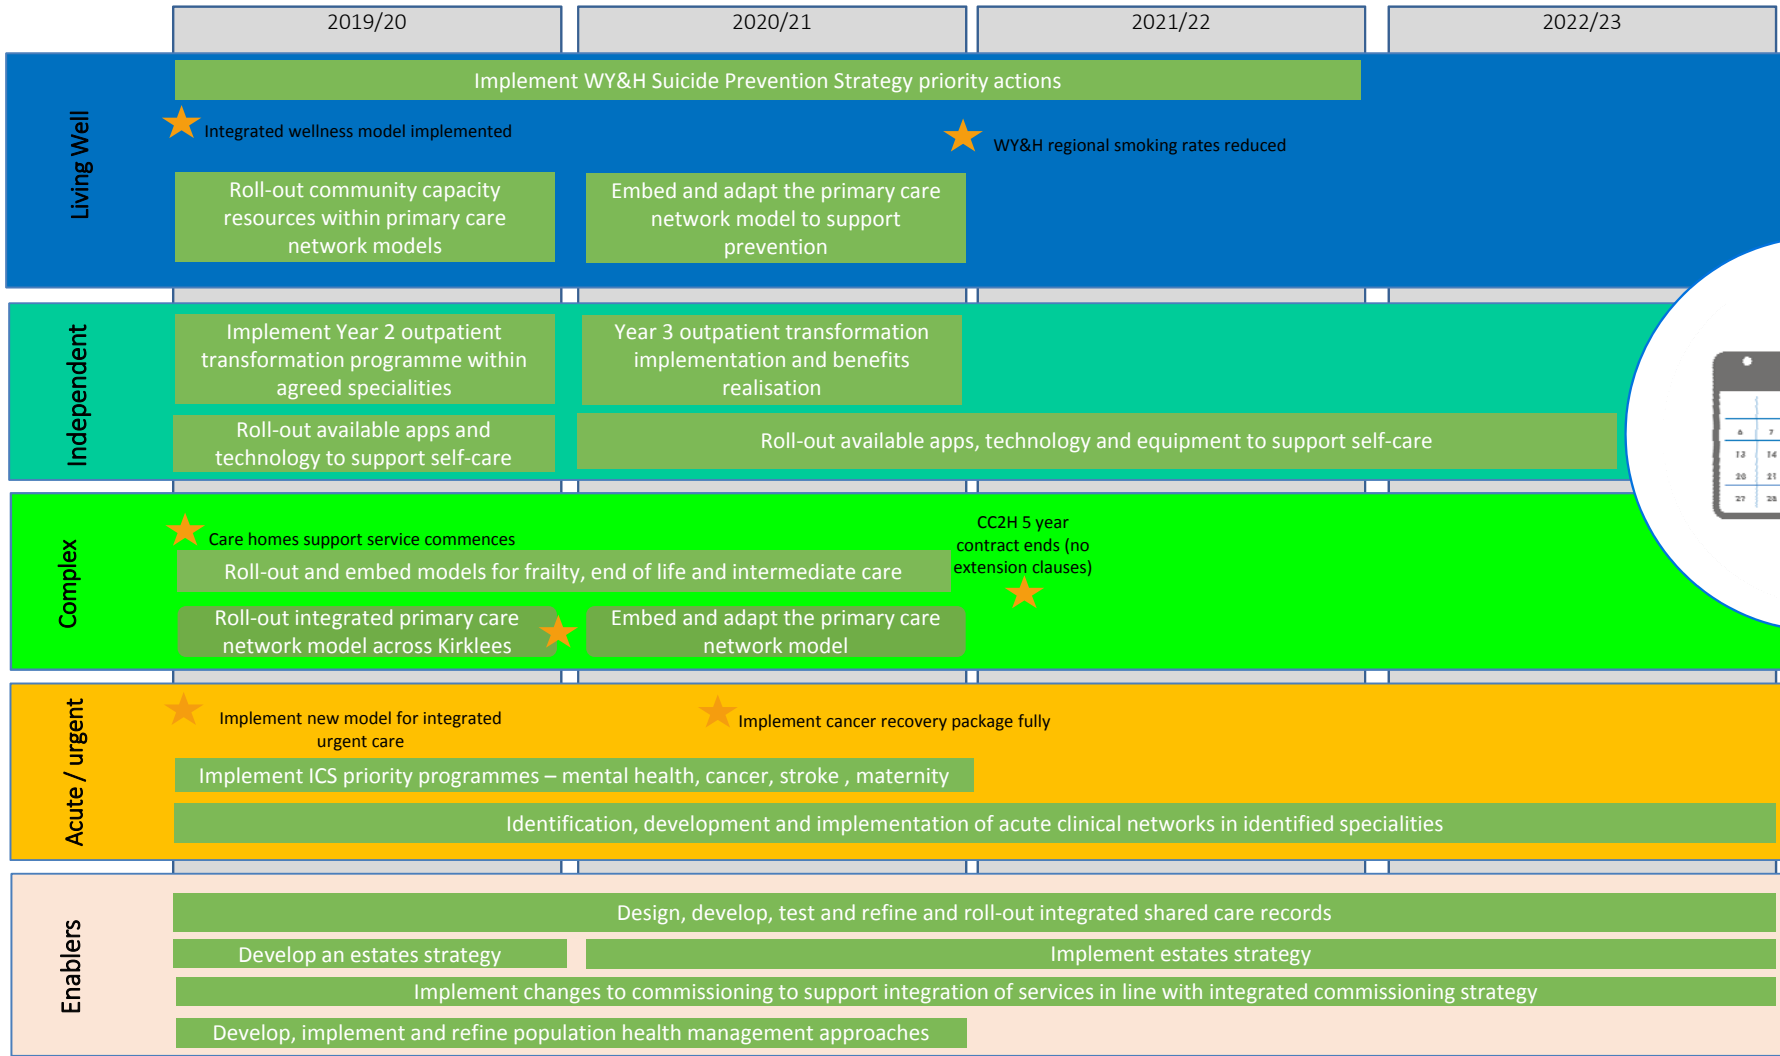 2019/20
2020/21
2021/22
2022/23
Living Well
Implement WY&H Suicide Prevention Strategy priority actions
Integrated wellness model implemented
WY&H regional smoking rates reduced
Roll-out community capacity
resources within primary care
network models
Embed and adapt the primary care
network model to support
prevention
Independent
Implement Year 2 outpatient
transformation programme within
agreed specialities
Year 3 outpatient transformation
implementation and benefits
realisation
Roll-out available apps and
technology to support self-care
Roll-out available apps, technology and equipment to support self-care
6 7
13 14
20 21
27 28
Complex
Care homes support service commences
CC2H 5 year
contract ends (no
extension clauses)
Roll-out and embed models for frailty, end of life and intermediate care
Roll-out integrated primary care
network model across Kirklees
Embed and adapt the primary care
network model
Acute / urgent
Implement new model for integrated
urgent care
Implement cancer recovery package fully
Implement ICS priority programmes – mental health, cancer, stroke , maternity
Identification, development and implementation of acute clinical networks in identified specialities
Enablers
Design, develop, test and refine and roll-out integrated shared care records
Develop an estates strategy
Implement estates strategy
Implement changes to commissioning to support integration of services in line with integrated commissioning strategy
Develop, implement and refine population health management approaches